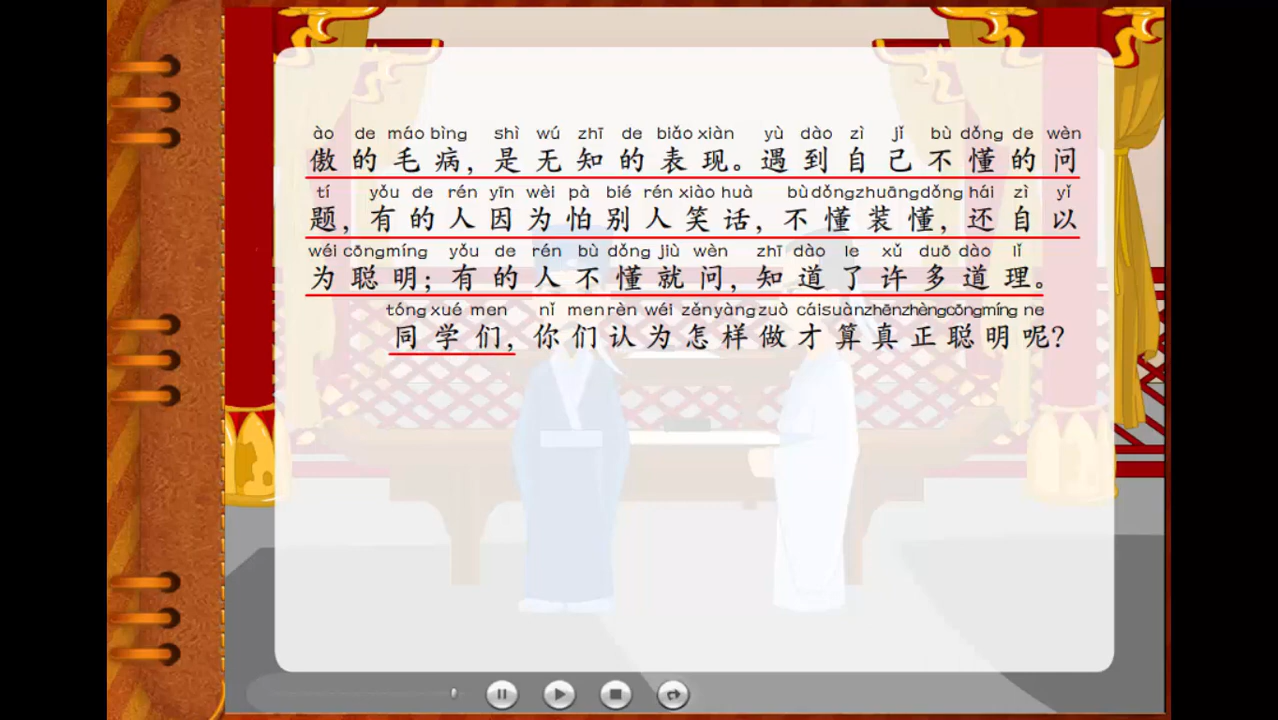 ào de máo bìng shì wú zhī de biǎo xiàn yù dào zì jǐ bù dǒng de wèn
傲的毛病，是无知的表现。遇到自己不懂的问
tí yǒu de rén yīn wèi pà bié rén xiào huà bù dǒng zhuāng dǒng hái zì yǐ
题，有的人因为怕别人笑话，不懂装懂，还自以
wéi cōng míng yǒu de rén bù dǒng jiù wèn zhī dào le xǔ duō dào lǐ
为聪明；有的人不懂就问，知道了许多道理。
tóng xué men nǐ men rèn wéi zěn yàng zuò cái suàn zhēn zhèng cōng míng ne
同学们，你们认为怎样做才算真正聪明呢？